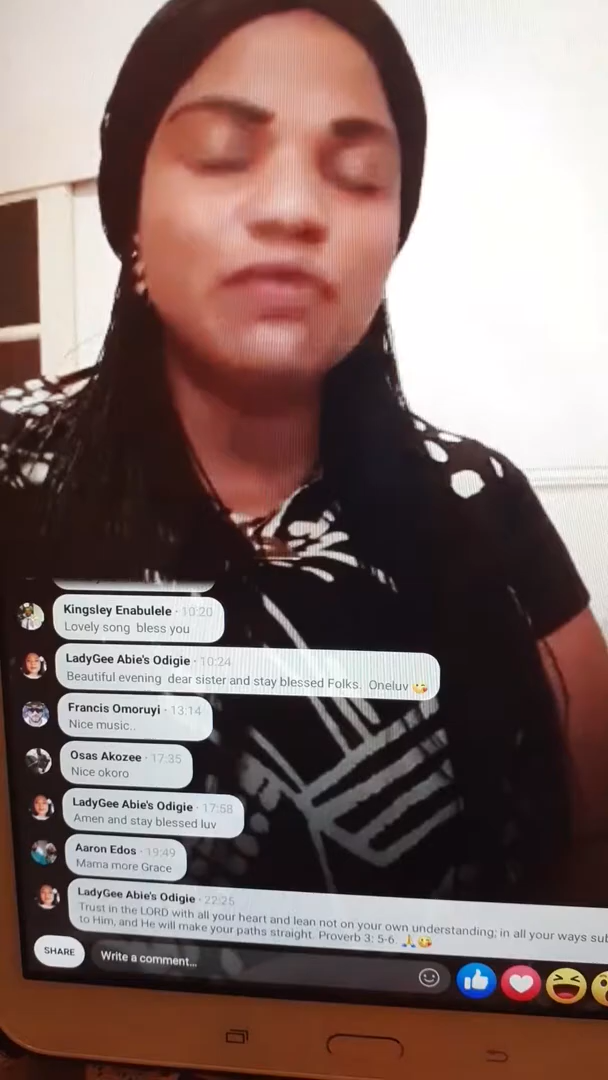 Kingsley Enabulele · 10:20
Lovely song bless you
LadyGee Abie's Odigie · 10:24
Beautiful evening dear sister and stay blessed Folks. Oneluv 😘
Francis Omoruyi · 13:14
Nice music..
Osas Akozee · 17:35
Nice okoro
LadyGee Abie's Odigie · 17:58
Amen and stay blessed luv
Aaron Edos · 19:49
Mama more Grace
LadyGee Abie's Odigie · 22:25
Trust in the LORD with all your heart and lean not on your own understanding; in all your ways sub
to Him, and He will make your paths straight. Proverb 3: 5-6. 🙏😘
SHARE
Write a comment...